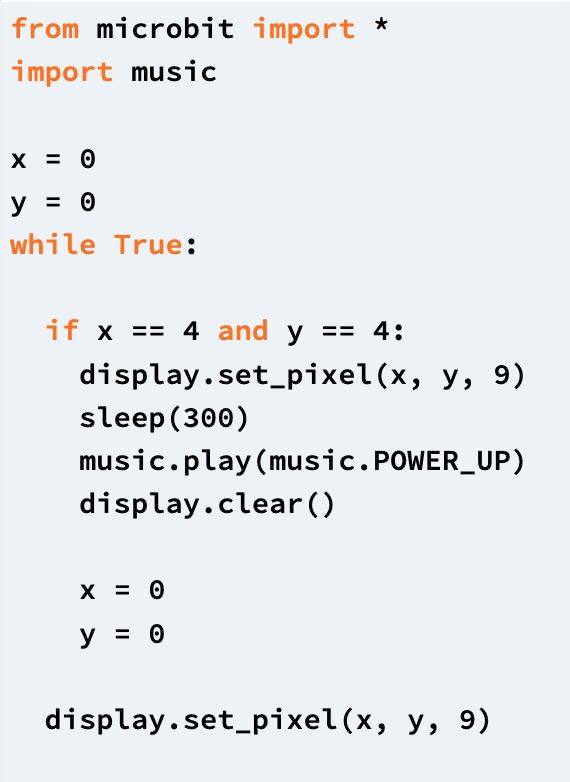 from microbit import *
import music

x = 0
y = 0
while True:

  if x == 4 and y == 4:
    display.set_pixel(x, y, 9)
    sleep(300)
    music.play(music.POWER_UP)
    display.clear()

    x = 0
    y = 0

  display.set_pixel(x, y, 9)